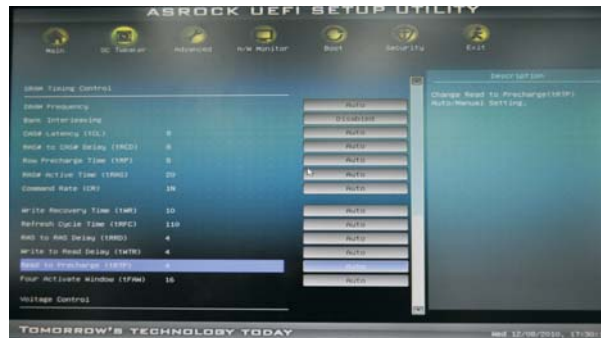 ASROCK UEFI SETUP UTILITY
Main OC Tweaker Advanced H/W Monitor Boot Security Exit
Description
DRAM Timing Control
Change Read to Precharge(tRTP)
Auto/Manual Setting.
DRAM Frequency Auto
Bank Interleaving Disabled
CAS# Latency (tCL) Auto
RAS# to CAS# Delay (tRCD) Auto
Row Precharge Time (tRP) Auto
RAS# Active Time (tRAS) 20 Auto
Command Rate (CR) 1N Auto
Write Recovery Time (tWR) 10 Auto
Refresh Cycle Time (tRFC) 110 Auto
RAS to RAS Delay (tRRD) 4 Auto
Write to Read Delay (tWTR) 4 Auto
Read to Precharge (tRTP) 4 Auto
Four Activate Window (tFAW) 16 Auto
Voltage Control
TOMORROW'S TECHNOLOGY TODAY
Wed 12/08/2010,